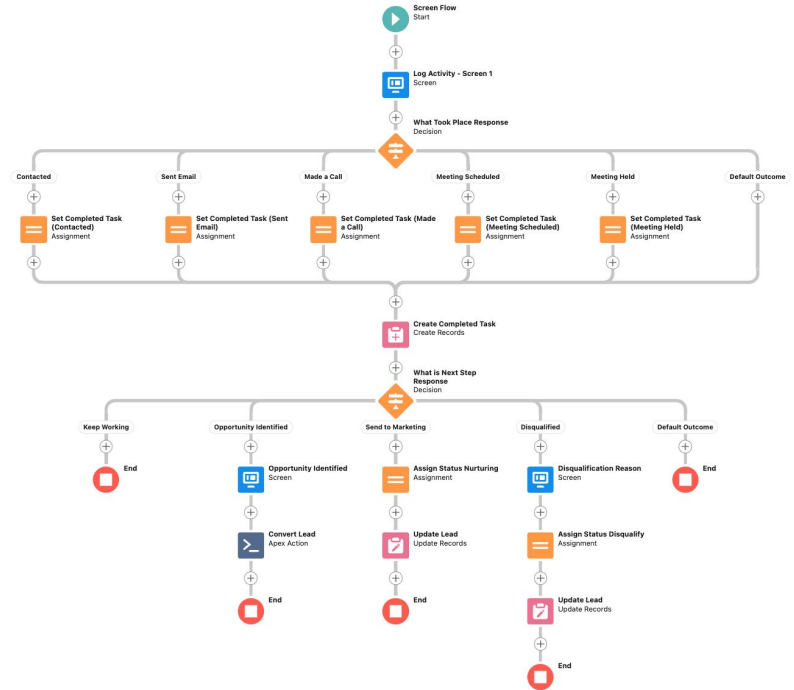 Screen Flow
Start
Log Activity - Screen 1
Screen
What Took Place Response
Decision
Contacted
Sent Email
Made a Call
Meeting Scheduled
Meeting Held
Default Outcome
Set Completed Task
(Contacted)
Assignment
Set Completed Task (Sent
Email)
Assignment
Set Completed Task (Made
a Call)
Assignment
Set Completed Task
(Meeting Scheduled)
Assignment
Set Completed Task
(Meeting Held)
Assignment
Create Completed Task
Create Records
What is Next Step
Response
Decision
Keep Working
Opportunity Identified
Send to Marketing
Disqualified
Default Outcome
End
Opportunity Identified
Screen
Assign Status Nurturing
Assignment
Disqualification Reason
Screen
End
Convert Lead
Apex Action
Update Lead
Update Records
Assign Status Disqualify
Assignment
End
End
Update Lead
Update Records
End